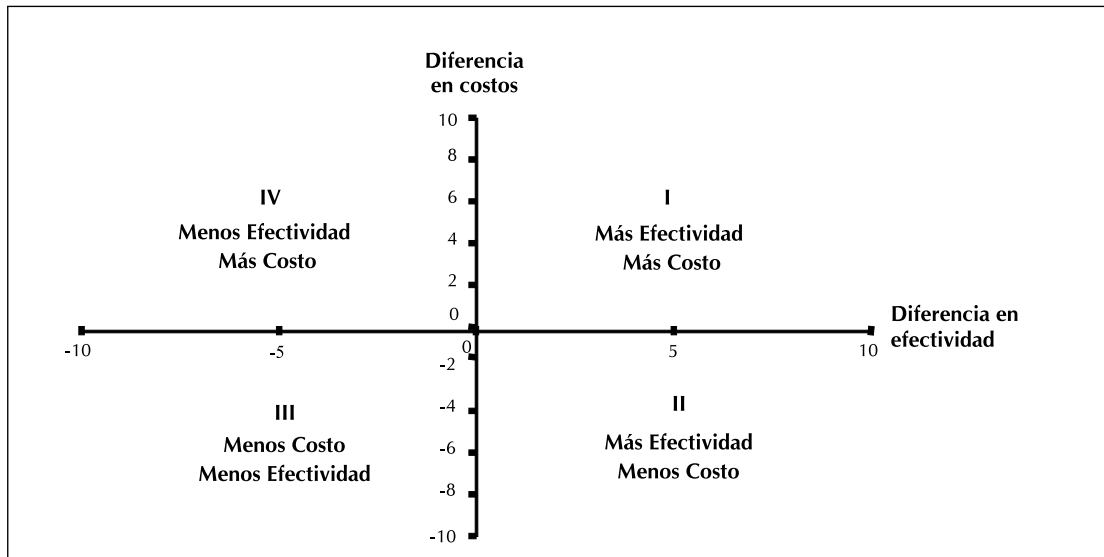 Diferencia
en costos
10
8
6
4
2
0
IV
Menos Efectividad
Más Costo
I
Más Efectividad
Más Costo
Diferencia en
efectividad
-10
-5
0
5
10
-2
-4
-6
-8
-10
III
Menos Costo
Menos Efectividad
II
Más Efectividad
Menos Costo